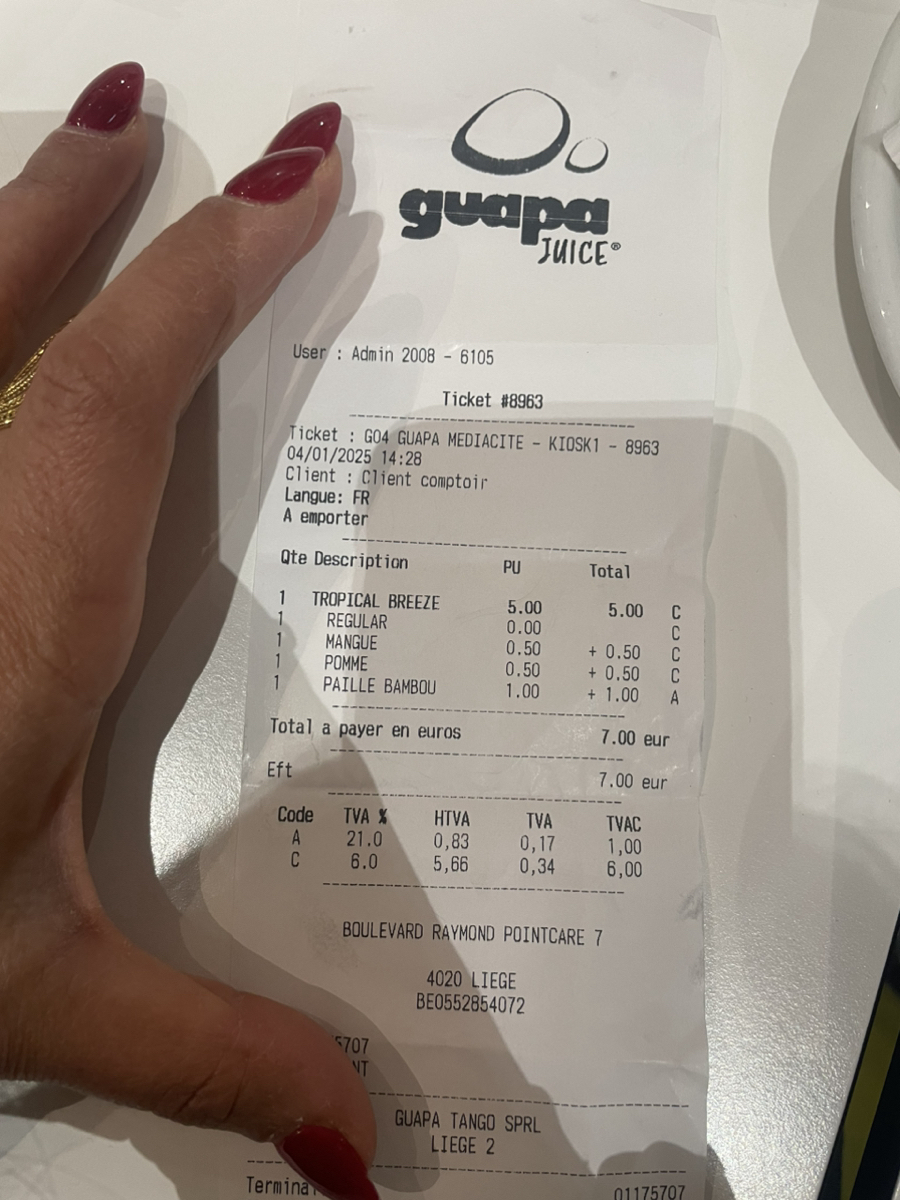 guapa
JUICE®
User : Admin 2008 - 6105
Ticket #8963
Ticket : G04 GUAPA MEDIACITE - KIOSK1 - 8963
04/01/2025 14:28
Client : Client comptoir
Langue: FR
A emporter
Qte Description PU Total
1 TROPICAL BREEZE 5.00 5.00 C
1 REGULAR 0.00 C
1 MANGUE 0.50 + 0.50 C
1 POMME 0.50 + 0.50 C
1 PAILLE BAMBOU 1.00 + 1.00 A
Total a payer en euros 7.00 eur
Eft 7.00 eur
Code TVA % HTVA TVA TVAC
A 21.0 0,83 0,17 1,00
C 6.0 5,66 0,34 6,00
BOULEVARD RAYMOND POINTCARE 7
4020 LIEGE
BE0552854072
5707
NT
GUAPA TANGO SPRL
LIEGE 2
Termina 01175707